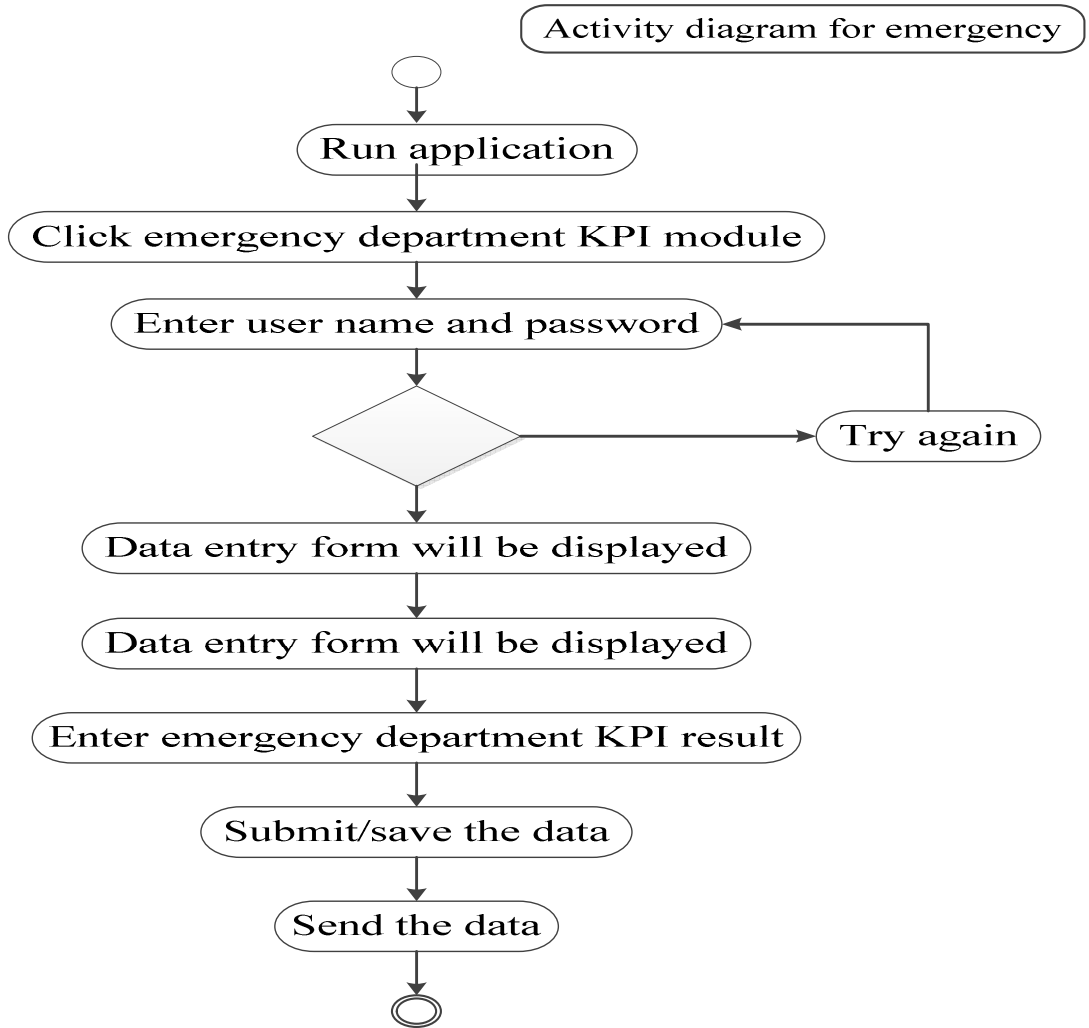 Activity diagram for emergency
Run application
Click emergency department KPI module
Enter user name and password
Try again
Data entry form will be displayed
Data entry form will be displayed
Enter emergency department KPI result
Submit/save the data
Send the data